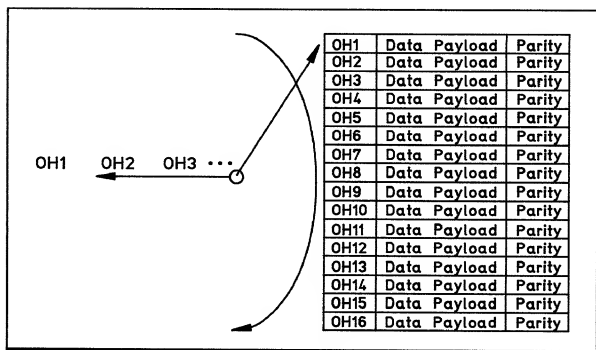 OH1 Data Payload Parity
OH2 Data Payload Parity
OH3 Data Payload Parity
OH4 Data Payload Parity
OH5 Data Payload Parity
OH6 Data Payload Parity
OH7 Data Payload Parity
OH8 Data Payload Parity
OH9 Data Payload Parity
OH10 Data Payload Parity
OH11 Data Payload Parity
OH12 Data Payload Parity
OH13 Data Payload Parity
OH14 Data Payload Parity
OH15 Data Payload Parity
OH16 Data Payload Parity
OH1 OH2 OH3 ···